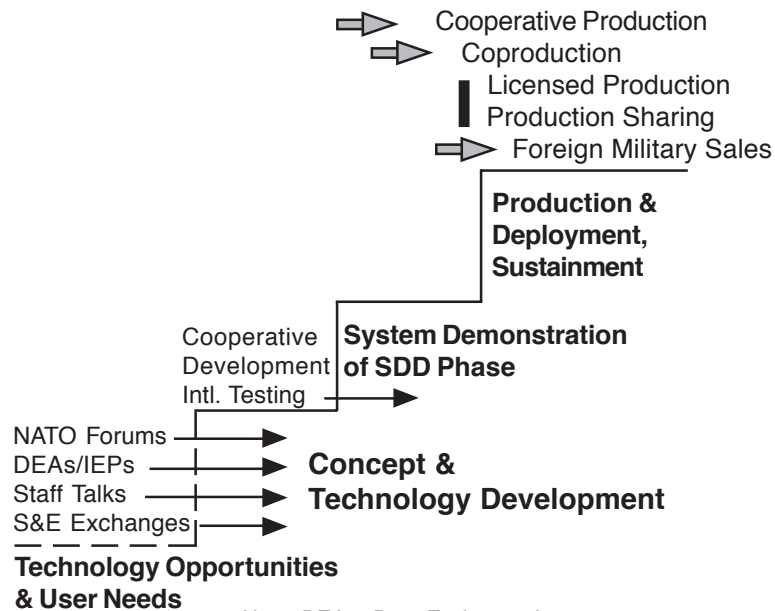 Cooperative Production
Coproduction
Licensed Production
Production Sharing
Foreign Military Sales
Production &
Deployment,
Sustainment
Cooperative
Development
Intl. Testing
System Demonstration
of SDD Phase
NATO Forums
DEAs/IEPs
Staff Talks
S&E Exchanges
Concept &
Technology Development
Technology Opportunities
& User Needs